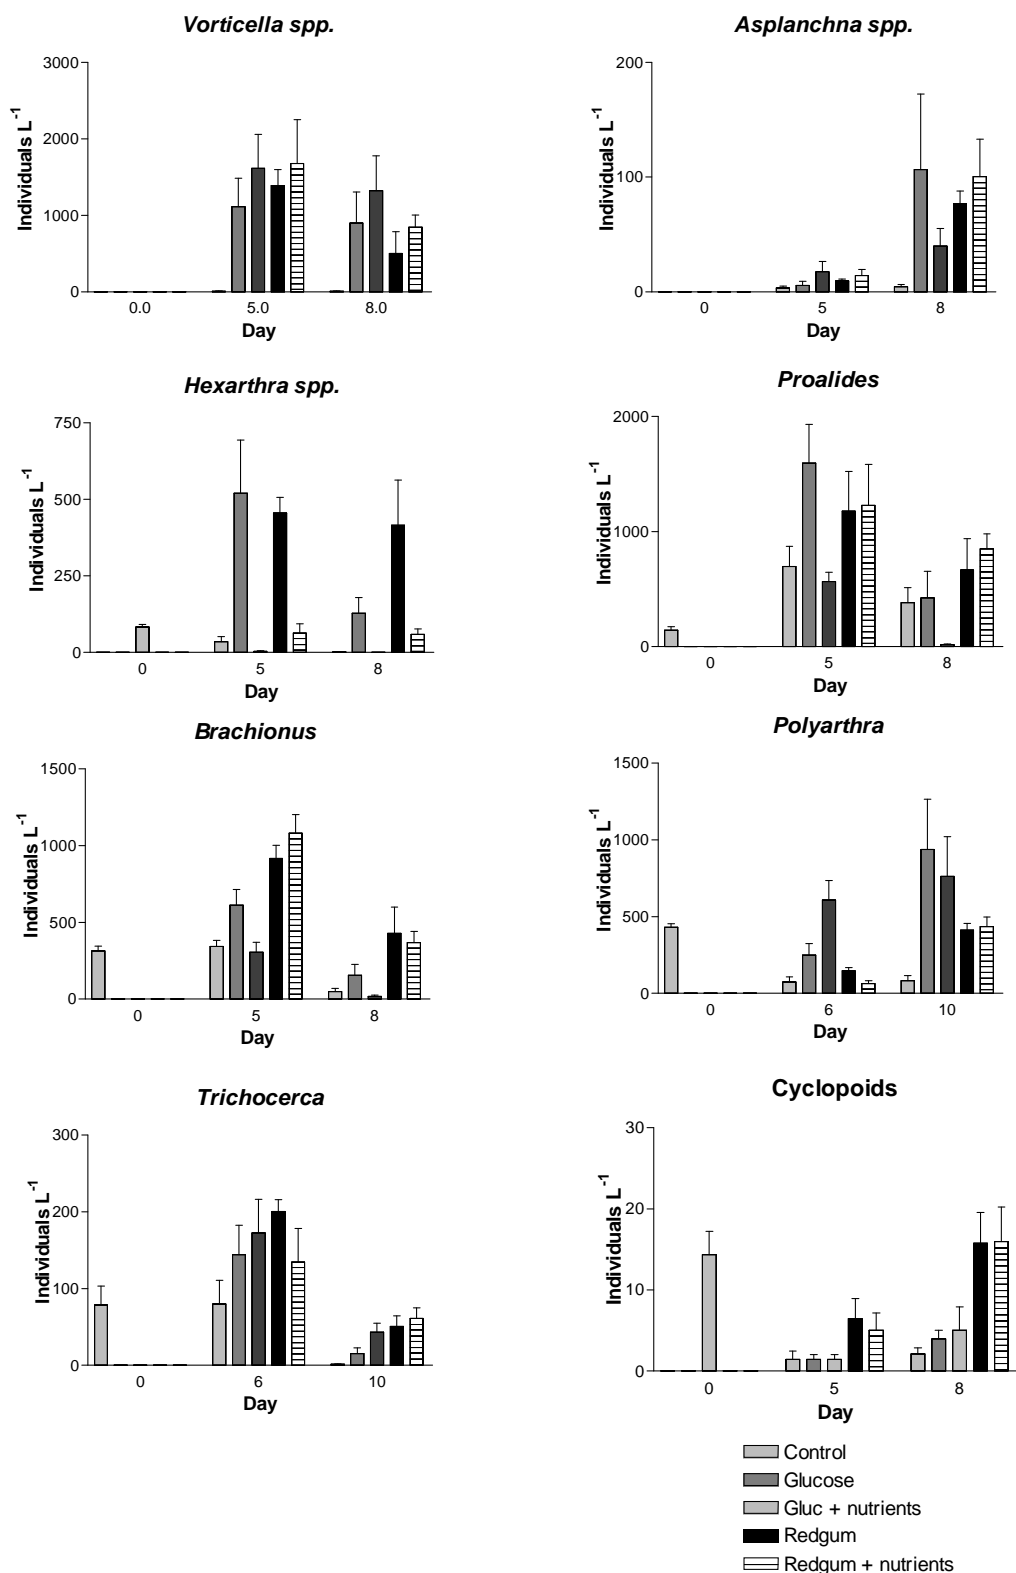 Vorticella spp.
3000
2000
1000
0
Individuals L-1
0.0 5.0 8.0
Day
Asplanchna spp.
200
100
0
Individuals L-1
0 5 8
Day
Hexarthra spp.
750
500
250
0
Individuals L-1
0 5 8
Day
Proalides
2000
1000
0
Individuals L-1
0 5 8
Day
Brachionus
1500
1000
500
0
Individuals L-1
0 5 8
Day
Polyarthra
1500
1000
500
0
Individuals L-1
0 6 10
Day
Trichocerca
300
200
100
0
Individuals L-1
0 6 10
Day
Cyclopoids
30
20
10
0
Individuals L-1
0 5 8
Day
Control
Glucose
Gluc + nutrients
Redgum
Redgum + nutrients